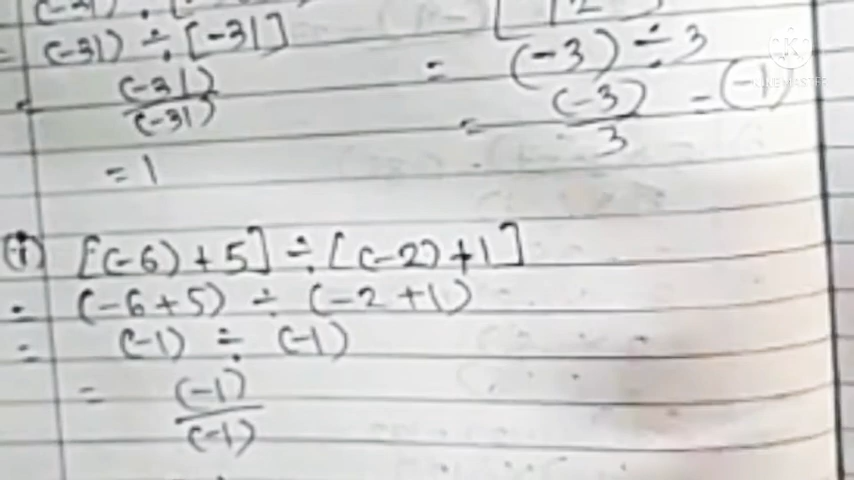 = (-31) ÷ [-31]
(-31)
(-31)
= 1
= (-3) ÷ 3
= (-3) = (-1)
3
(i) [(-6) + 5] ÷ [(-2) + 1]
= (-6 + 5) ÷ (-2 + 1)
= (-1) ÷ (-1)
= (-1)
(-1)